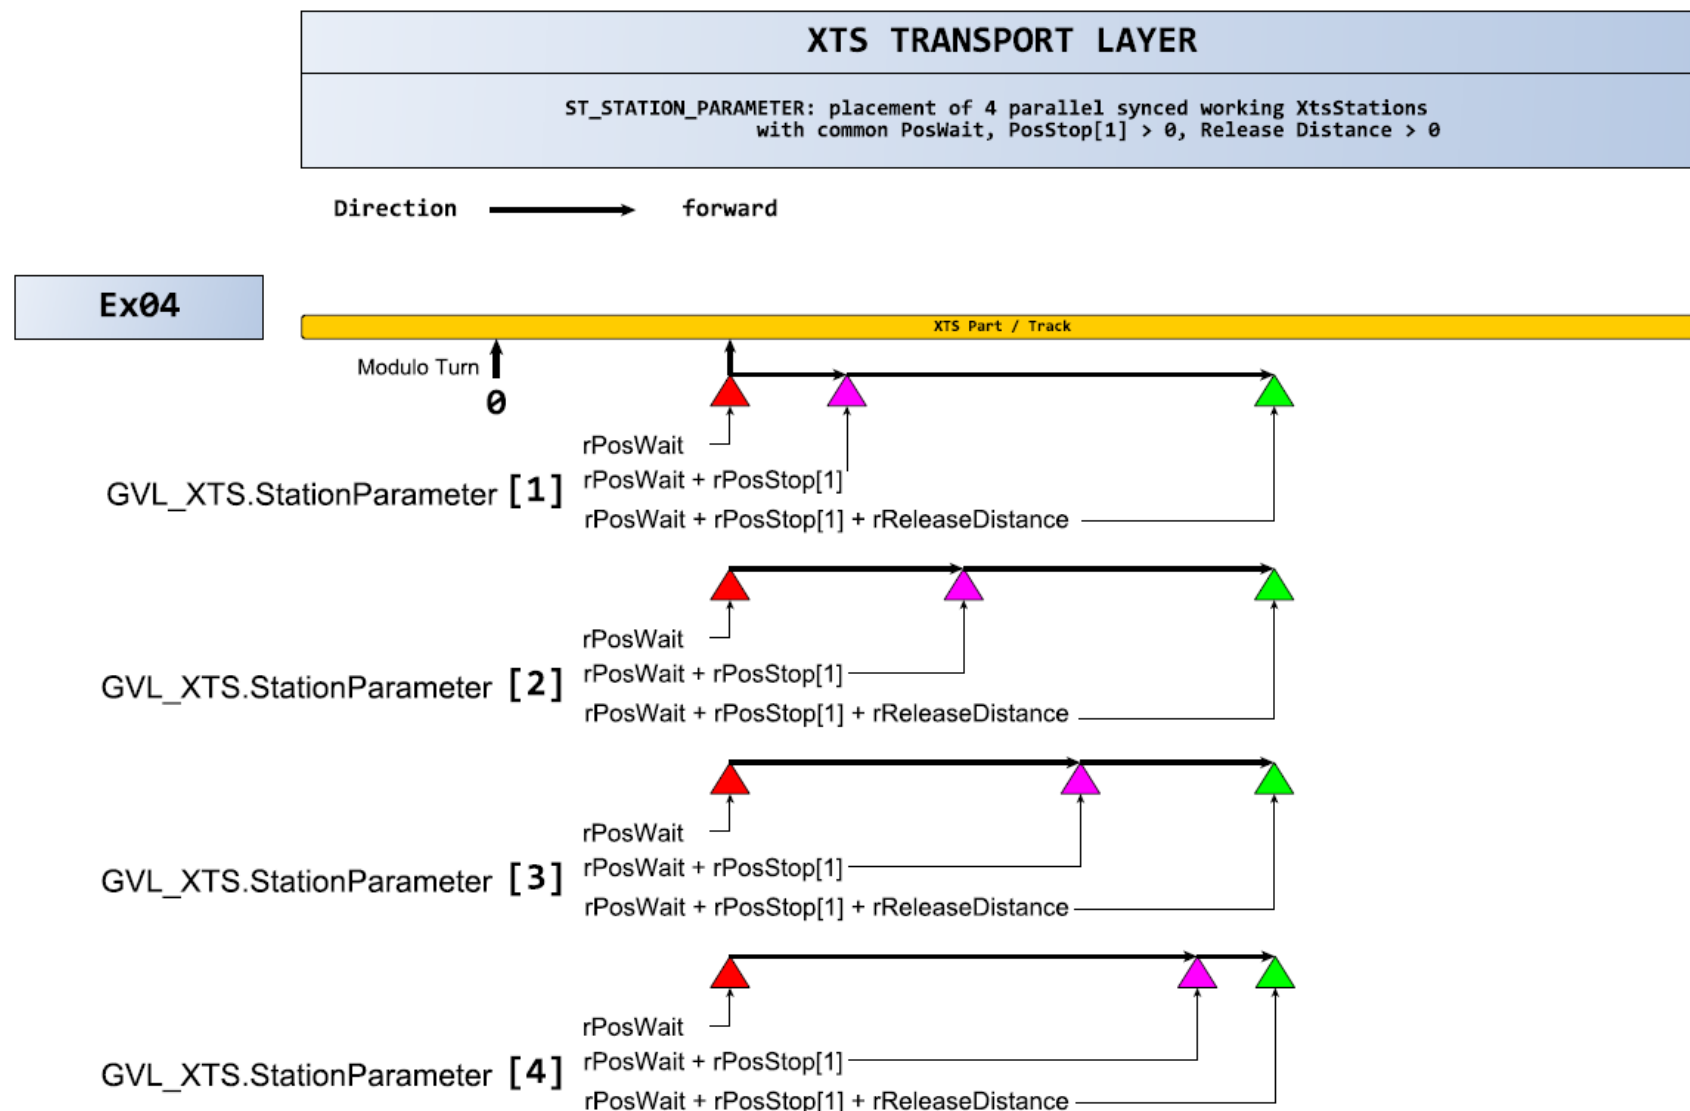 XTS TRANSPORT LAYER
ST_STATION_PARAMETER: placement of 4 parallel synced working XtsStations
with common PosWait, PosStop[1] > 0, Release Distance > 0
Direction forward
Ex04
XTS Part / Track
Modulo Turn
0
rPosWait
GVL_XTS.StationParameter [1] rPosWait + rPosStop[1]
rPosWait + rPosStop[1] + rReleaseDistance
rPosWait
GVL_XTS.StationParameter [2] rPosWait + rPosStop[1]
rPosWait + rPosStop[1] + rReleaseDistance
rPosWait
GVL_XTS.StationParameter [3] rPosWait + rPosStop[1]
rPosWait + rPosStop[1] + rReleaseDistance
rPosWait
GVL_XTS.StationParameter [4] rPosWait + rPosStop[1]
rPosWait + rPosStop[1] + rReleaseDistance